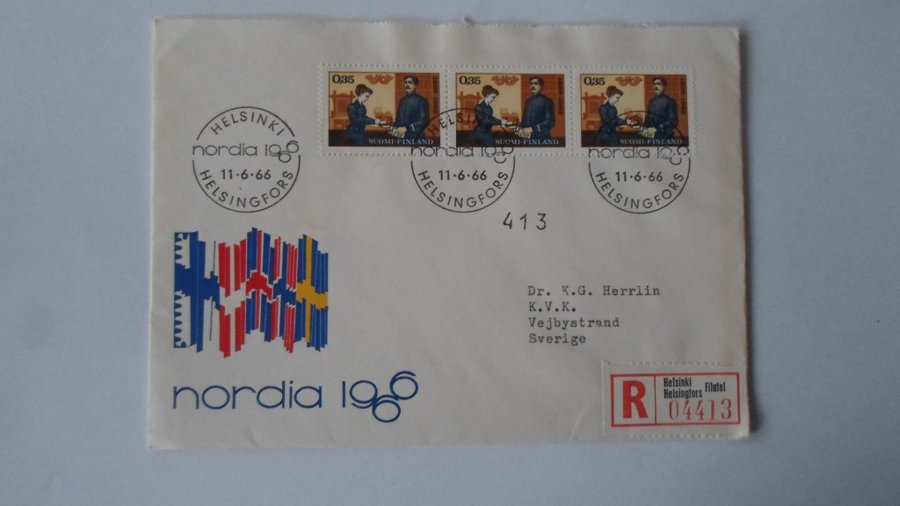 0,35 0,35 0,35
SUOMI-FINLAND SUOMI-FINLAND SUOMI-FINLAND
HELSINKI
nordia 1966
11-6-66
HELSINGFORS
HELSINKI
nordia 1966
11-6-66
HELSINGFORS
nordia 1966
11-6-66
HELSINGFORS
413
Dr. K.G. Herrlin
K.V.K.
Vejbystrand
Sverige
nordia 1966
R
Helsinki
Helsingfors Filatel
04413